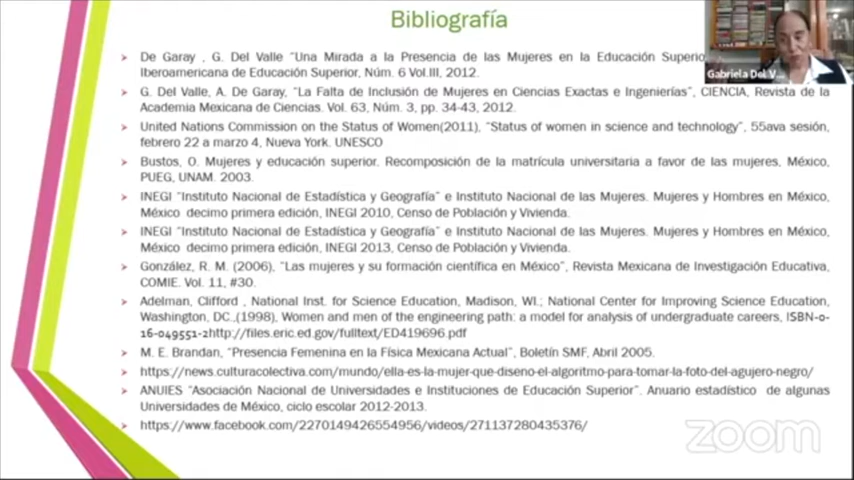 Bibliografía
De Garay , G. Del Valle "Una Mirada a la Presencia de las Mujeres en la Educación Superio
Iberoamericana de Educación Superior, Núm. 6 Vol.III, 2012.
G. Del Valle, A. De Garay, "La Falta de Inclusión de Mujeres en Ciencias Exactas e Ingenierías", CIENCIA, Revista de la
Academia Mexicana de Ciencias. Vol. 63, Núm. 3, pp. 34-43, 2012.
United Nations Commission on the Status of Women(2011), "Status of women in science and technology", 55ava sesión,
febrero 22 a marzo 4, Nueva York. UNESCO
Bustos, O. Mujeres y educación superior. Recomposición de la matrícula universitaria a favor de las mujeres, México,
PUEG, UNAM. 2003.
INEGI "Instituto Nacional de Estadística y Geografía" e Instituto Nacional de las Mujeres. Mujeres y Hombres en México,
México decimo primera edición, INEGI 2010, Censo de Población y Vivienda.
INEGI "Instituto Nacional de Estadística y Geografía" e Instituto Nacional de las Mujeres. Mujeres y Hombres en México,
México decimo primera edición, INEGI 2013, Censo de Población y Vivienda.
González, R. M. (2006), "Las mujeres y su formación científica en México", Revista Mexicana de Investigación Educativa,
COMIE. Vol. 11, #30.
Adelman, Clifford , National Inst. for Science Education, Madison, WI.; National Center for Improving Science Education,
Washington, DC.,(1998), Women and men of the engineering path: a model for analysis of undergraduate careers, ISBN-0-
16-049551-2http://files.eric.ed.gov/fulltext/ED419696.pdf
M. E. Brandan, "Presencia Femenina en la Física Mexicana Actual", Boletín SMF, Abril 2005.
https://news.culturacolectiva.com/mundo/ella-es-la-mujer-que-diseno-el-algoritmo-para-tomar-la-foto-del-agujero-negro/
ANUIES "Asociación Nacional de Universidades e Instituciones de Educación Superior". Anuario estadístico de algunas
Universidades de México, ciclo escolar 2012-2013.
https://www.facebook.com/2270149426554956/videos/271137280435376/
Gabriela Del V...
zoom